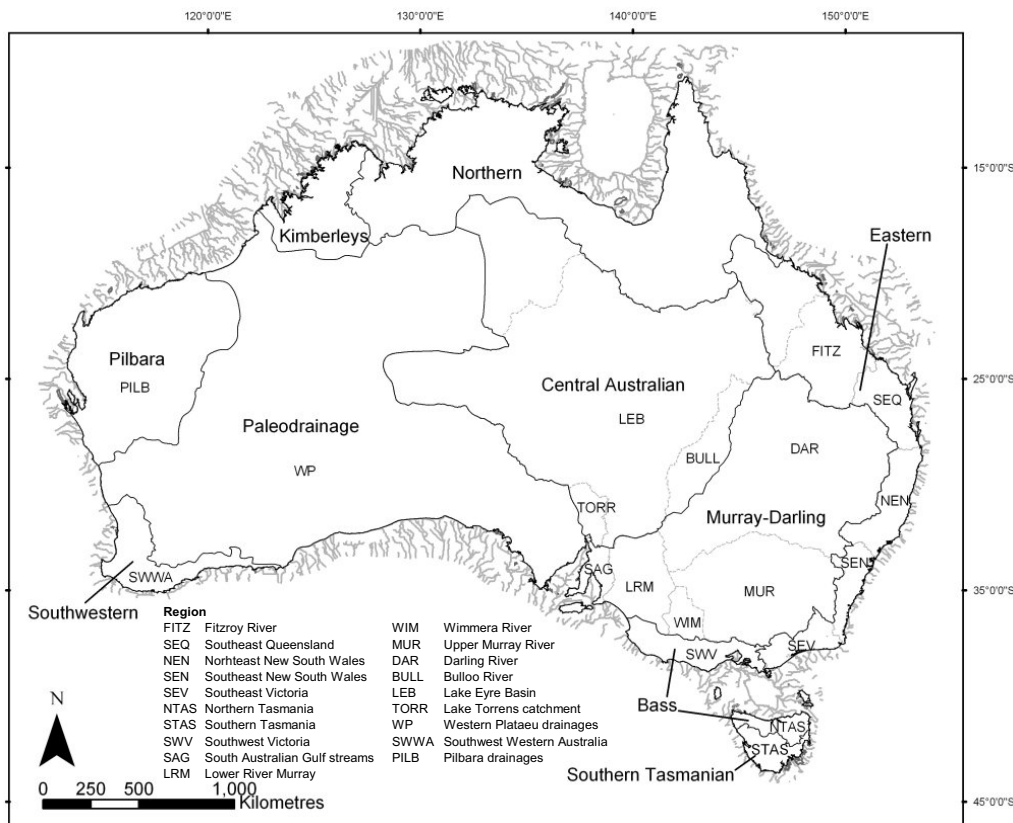 120°0'0"E 130°0'0"E 140°0'0"E 150°0'0"E
Northern
15°0'0"S
Kimberleys
Eastern
Pilbara
PILB
FITZ
25°0'0"S
Central Australian
SEQ
LEB
Paleodrainage
WP
DAR
BULL
TORR
NEN
Murray-Darling
SWWA
SAG
SEN
LRM
MUR
35°0'0"S
Southwestern
WIM
SWV
SEV
Region
FITZ Fitzroy River
SEQ Southeast Queensland
NEN Norhteast New South Wales
SEN Southeast New South Wales
SEV Southeast Victoria
NTAS Northern Tasmania
STAS Southern Tasmania
SWV Southwest Victoria
SAG South Australian Gulf streams
LRM Lower River Murray
WIM Wimmera River
MUR Upper Murray River
DAR Darling River
BULL Bulloo River
LEB Lake Eyre Basin
TORR Lake Torrens catchment
WP Western Plataeu drainages
SWWA Southwest Western Australia
PILB Pilbara drainages
Bass
NTAS
STAS
Southern Tasmanian
N
0 250 500 1,000
Kilometres
45°0'0"S